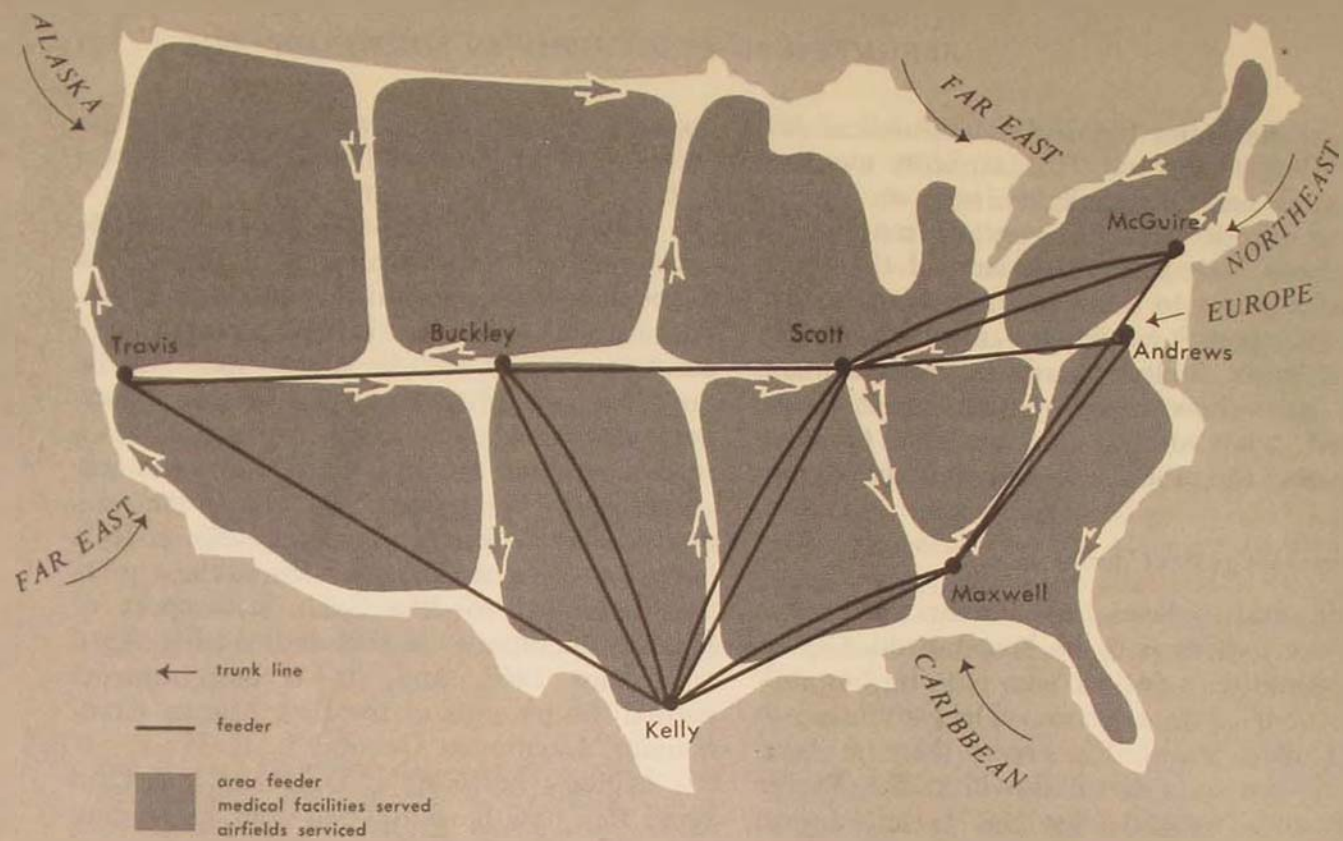 ALASKA
FAR EAST
NORTHEAST
McGuire
EUROPE
Andrews
Travis
Buckley
Scott
FAR EAST
Maxwell
CARIBBEAN
Kelly
trunk line
feeder
area feeder
medical facilities served
airfields serviced